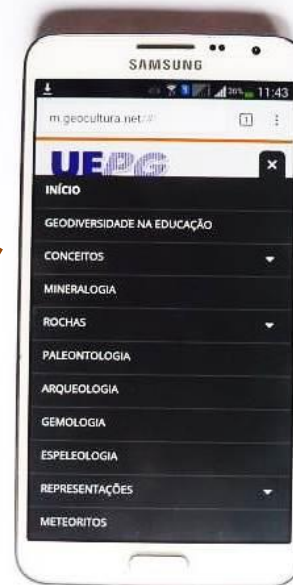 SAMSUNG
26% 11:43
m.geocultura.net/#
1
UEPG
×
INÍCIO
GEODIVERSIDADE NA EDUCAÇÃO
CONCEITOS
MINERALOGIA
ROCHAS
PALEONTOLOGIA
ARQUEOLOGIA
GEMOLOGIA
ESPELEOLOGIA
REPRESENTAÇÕES
METEORITOS